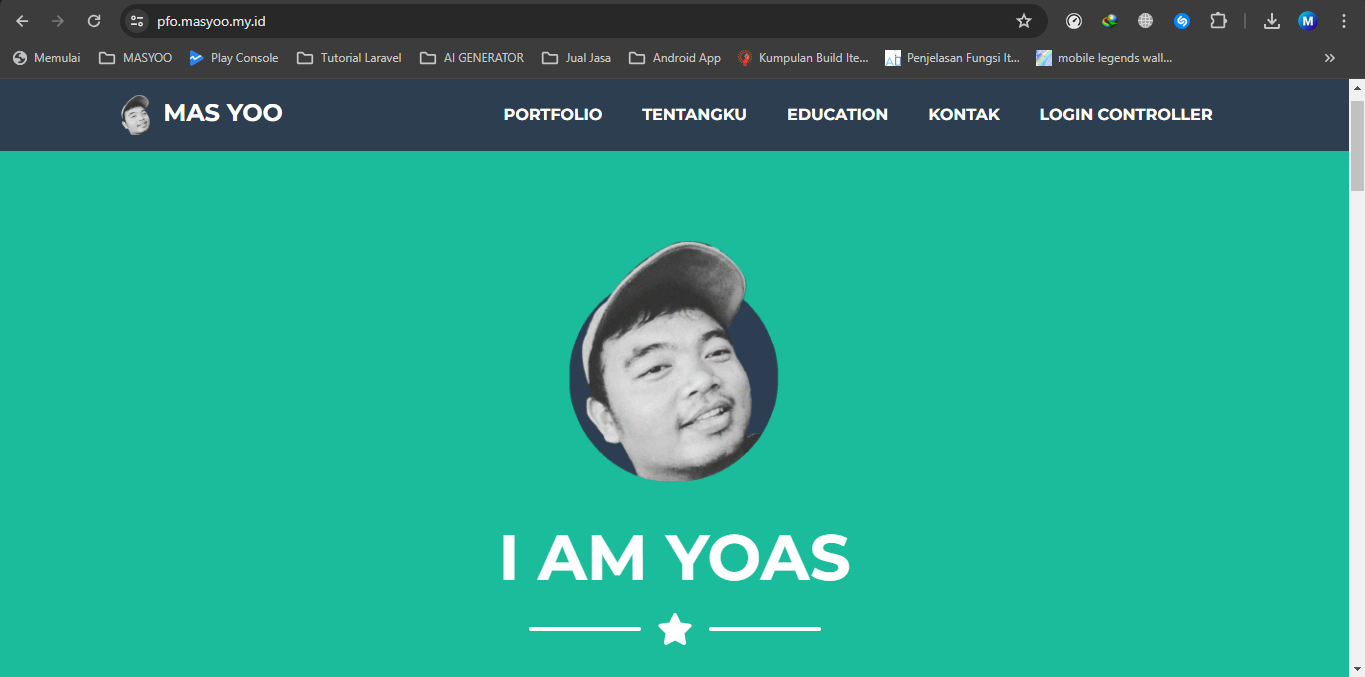 pfo.masyoo.my.id
Memulai MASYOO Play Console Tutorial Laravel AI GENERATOR Jual Jasa Android App Kumpulan Build Ite... Penjelasan Fungsi It... mobile legends wall... »
MAS YOO PORTFOLIO TENTANGKU EDUCATION KONTAK LOGIN CONTROLLER
I AM YOAS